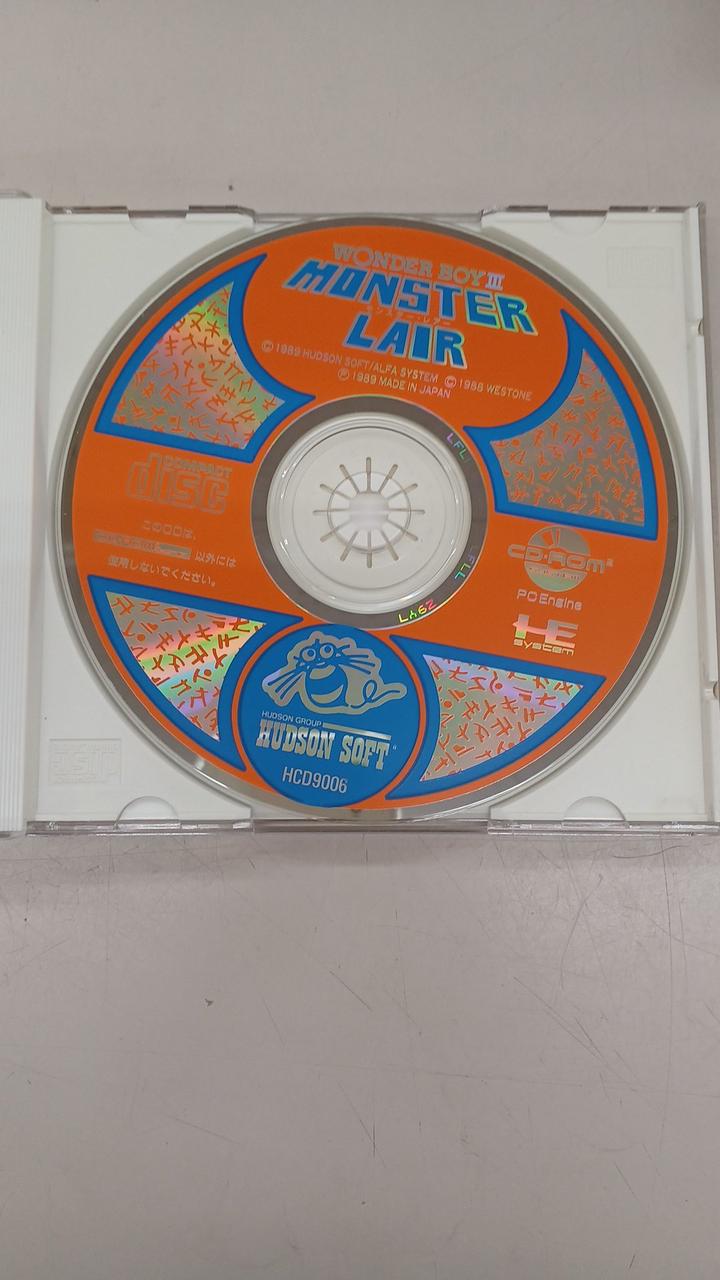 WONDER BOY III
MONSTER
モンスター・レアー
LAIR
©1989 HUDSON SOFT/ALFA SYSTEM ©1988 WESTONE
Ⓟ1989 MADE IN JAPAN
COMPACT
disc
このCDは、
以外には
使用しないでください。
CD-ROM²
PC Engine
HE
system
HUDSON GROUP
HUDSON SOFT
HCD9006